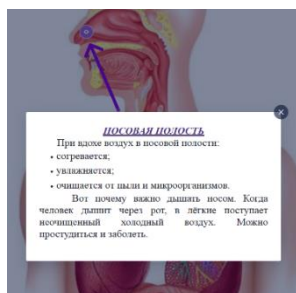 НОСОВАЯ ПОЛОСТЬ
При вдохе воздух в носовой полости:
• согревается;
• увлажняется;
• очищается от пыли и микроорганизмов.
Вот почему важно дышать носом. Когда
человек дышит через рот, в лёгкие поступает
неочищенный холодный воздух. Можно
простудиться и заболеть.